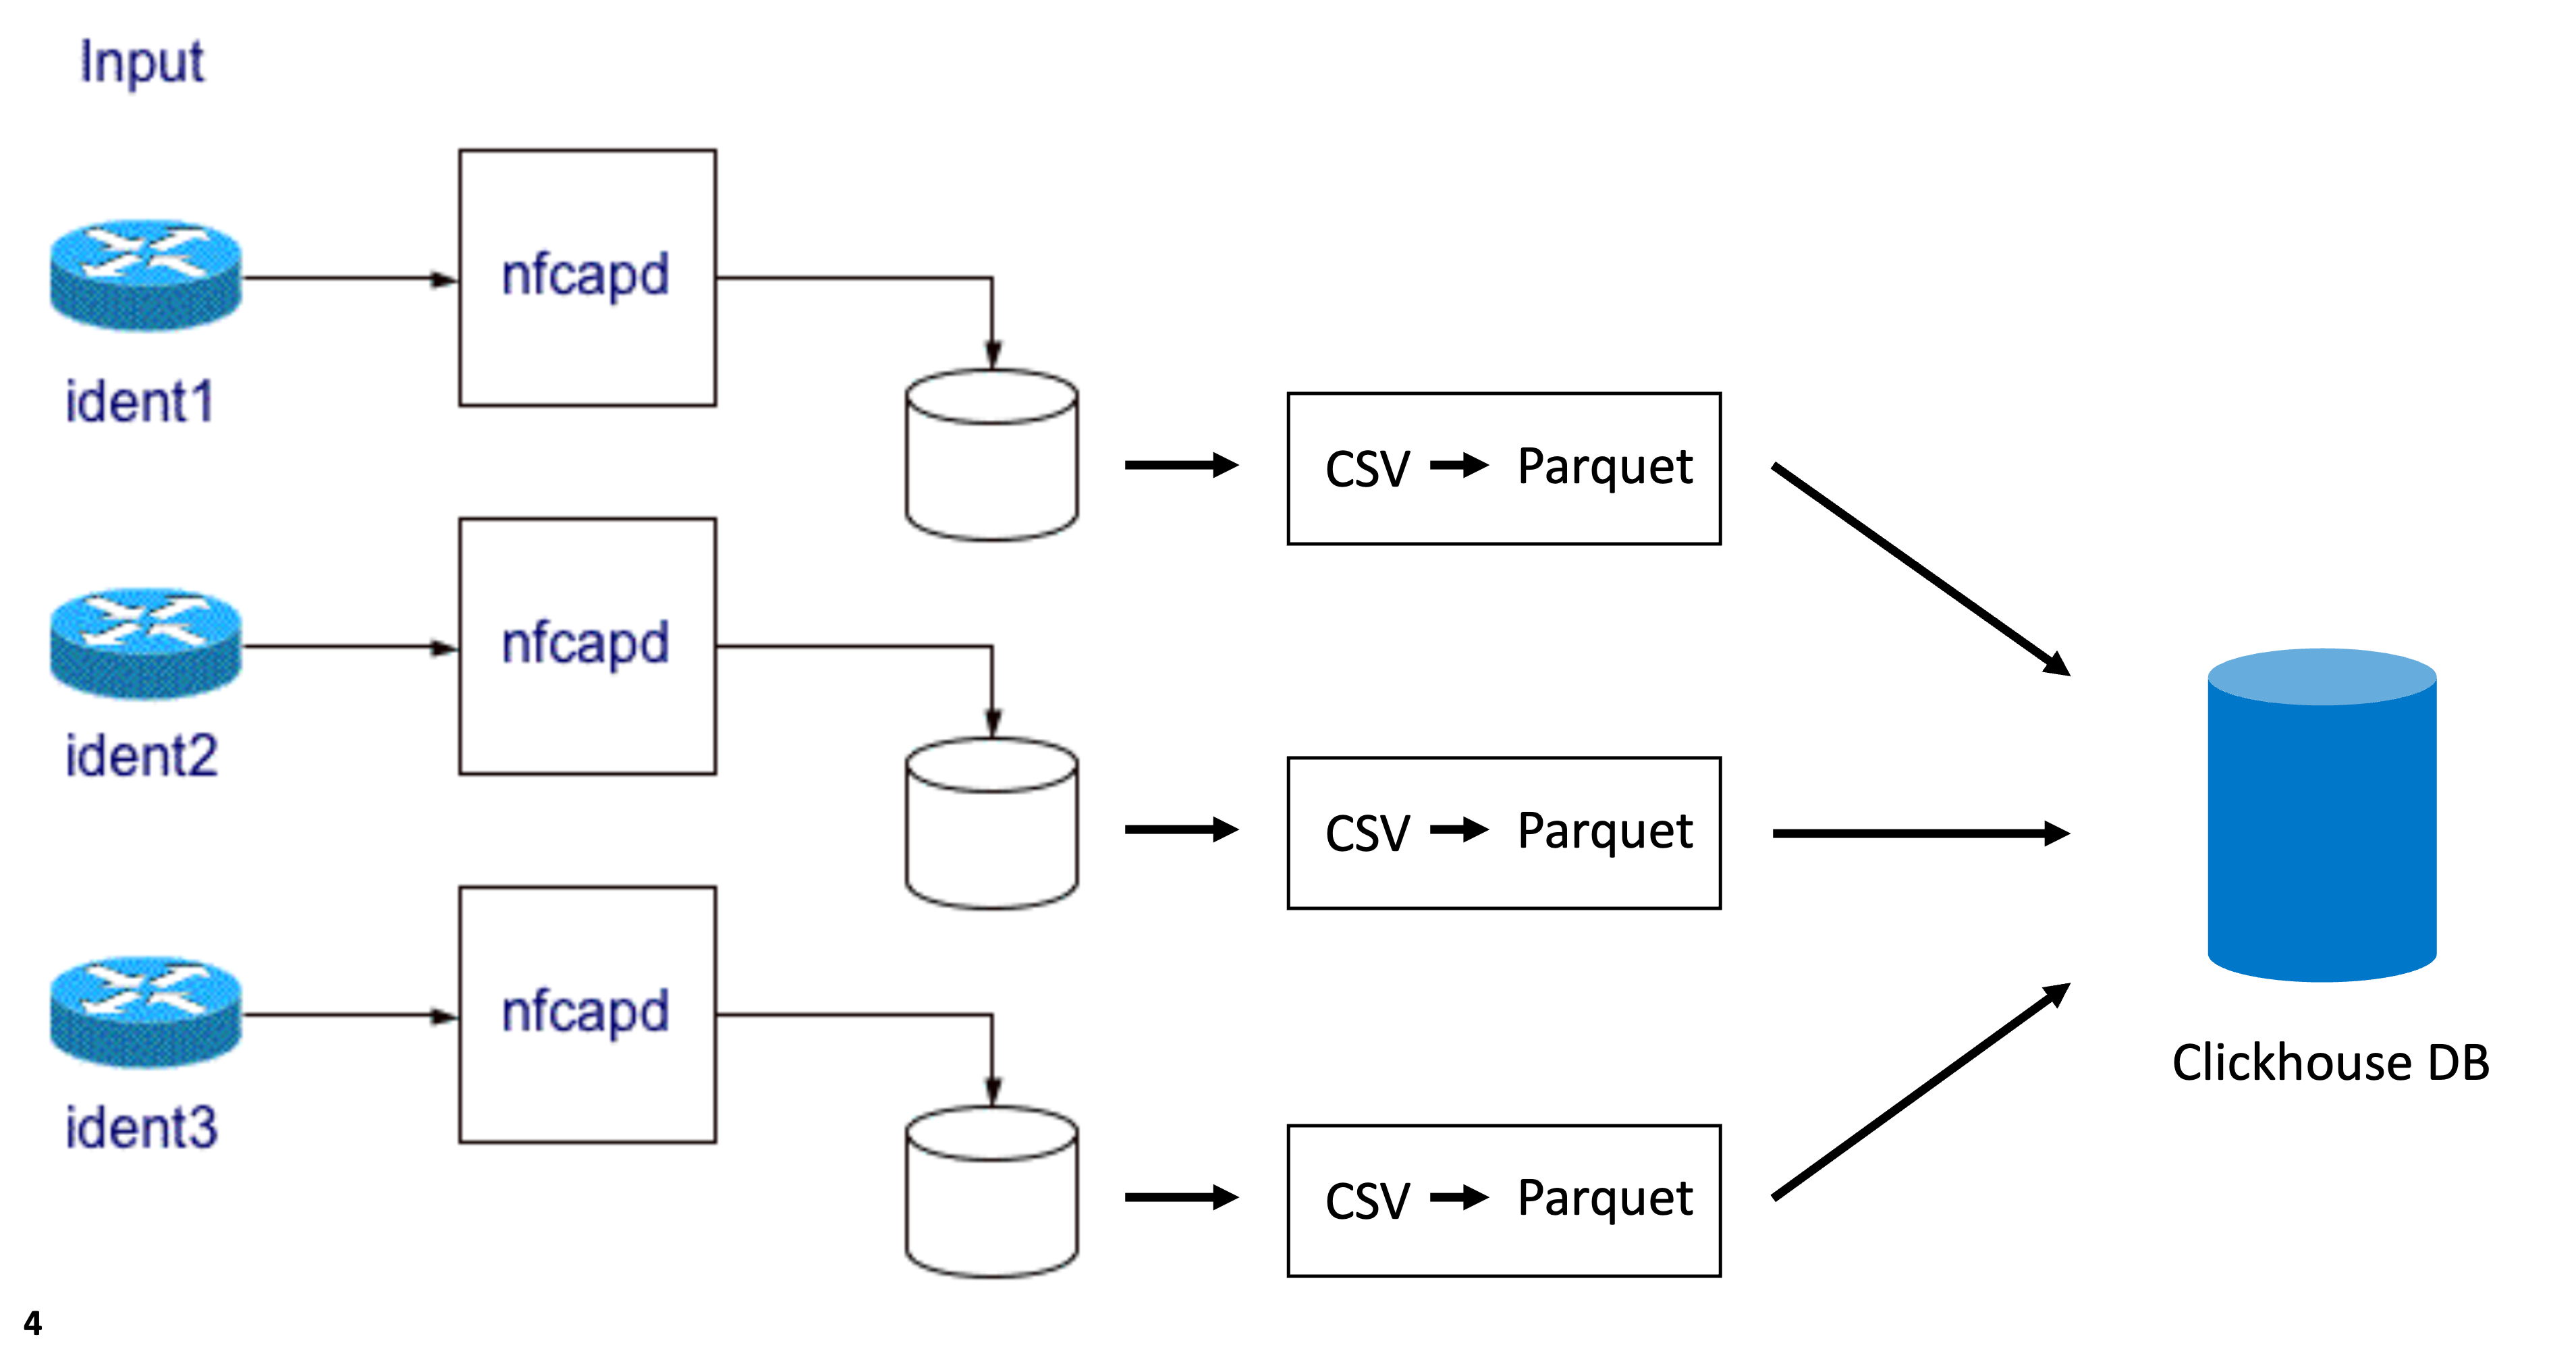 Input
nfcapd
ident1
CSV
Parquet
nfcapd
ident2
CSV
Parquet
nfcapd
ident3
CSV
Parquet
Clickhouse DB
4